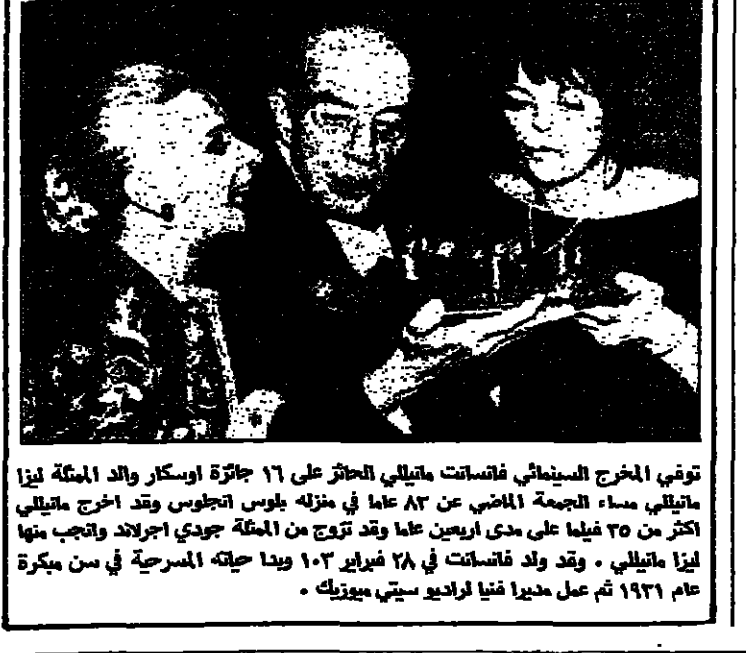 توفي المخرج السينمائي فانسانت مانيللي الحائز على ١٦ جائزة اوسكار والد الممثلة ليزا
مانيللي مساء الجمعة الماضي عن ٨٣ عاما في منزله بلوس انجلوس وقد اخرج مانيللي
اكثر من ٣٥ فيلما على مدى اربعين عاما وقد تزوج من الممثلة جودي اجرلاند وانجب منها
ليزا مانيللي . وقد ولد فانسانت في ٢٨ فبراير ١٠٣ وبدا حياته المسرحية في سن مبكرة
عام ١٩٣١ ثم عمل مديرا فنيا لراديو سيتي ميوزيك .